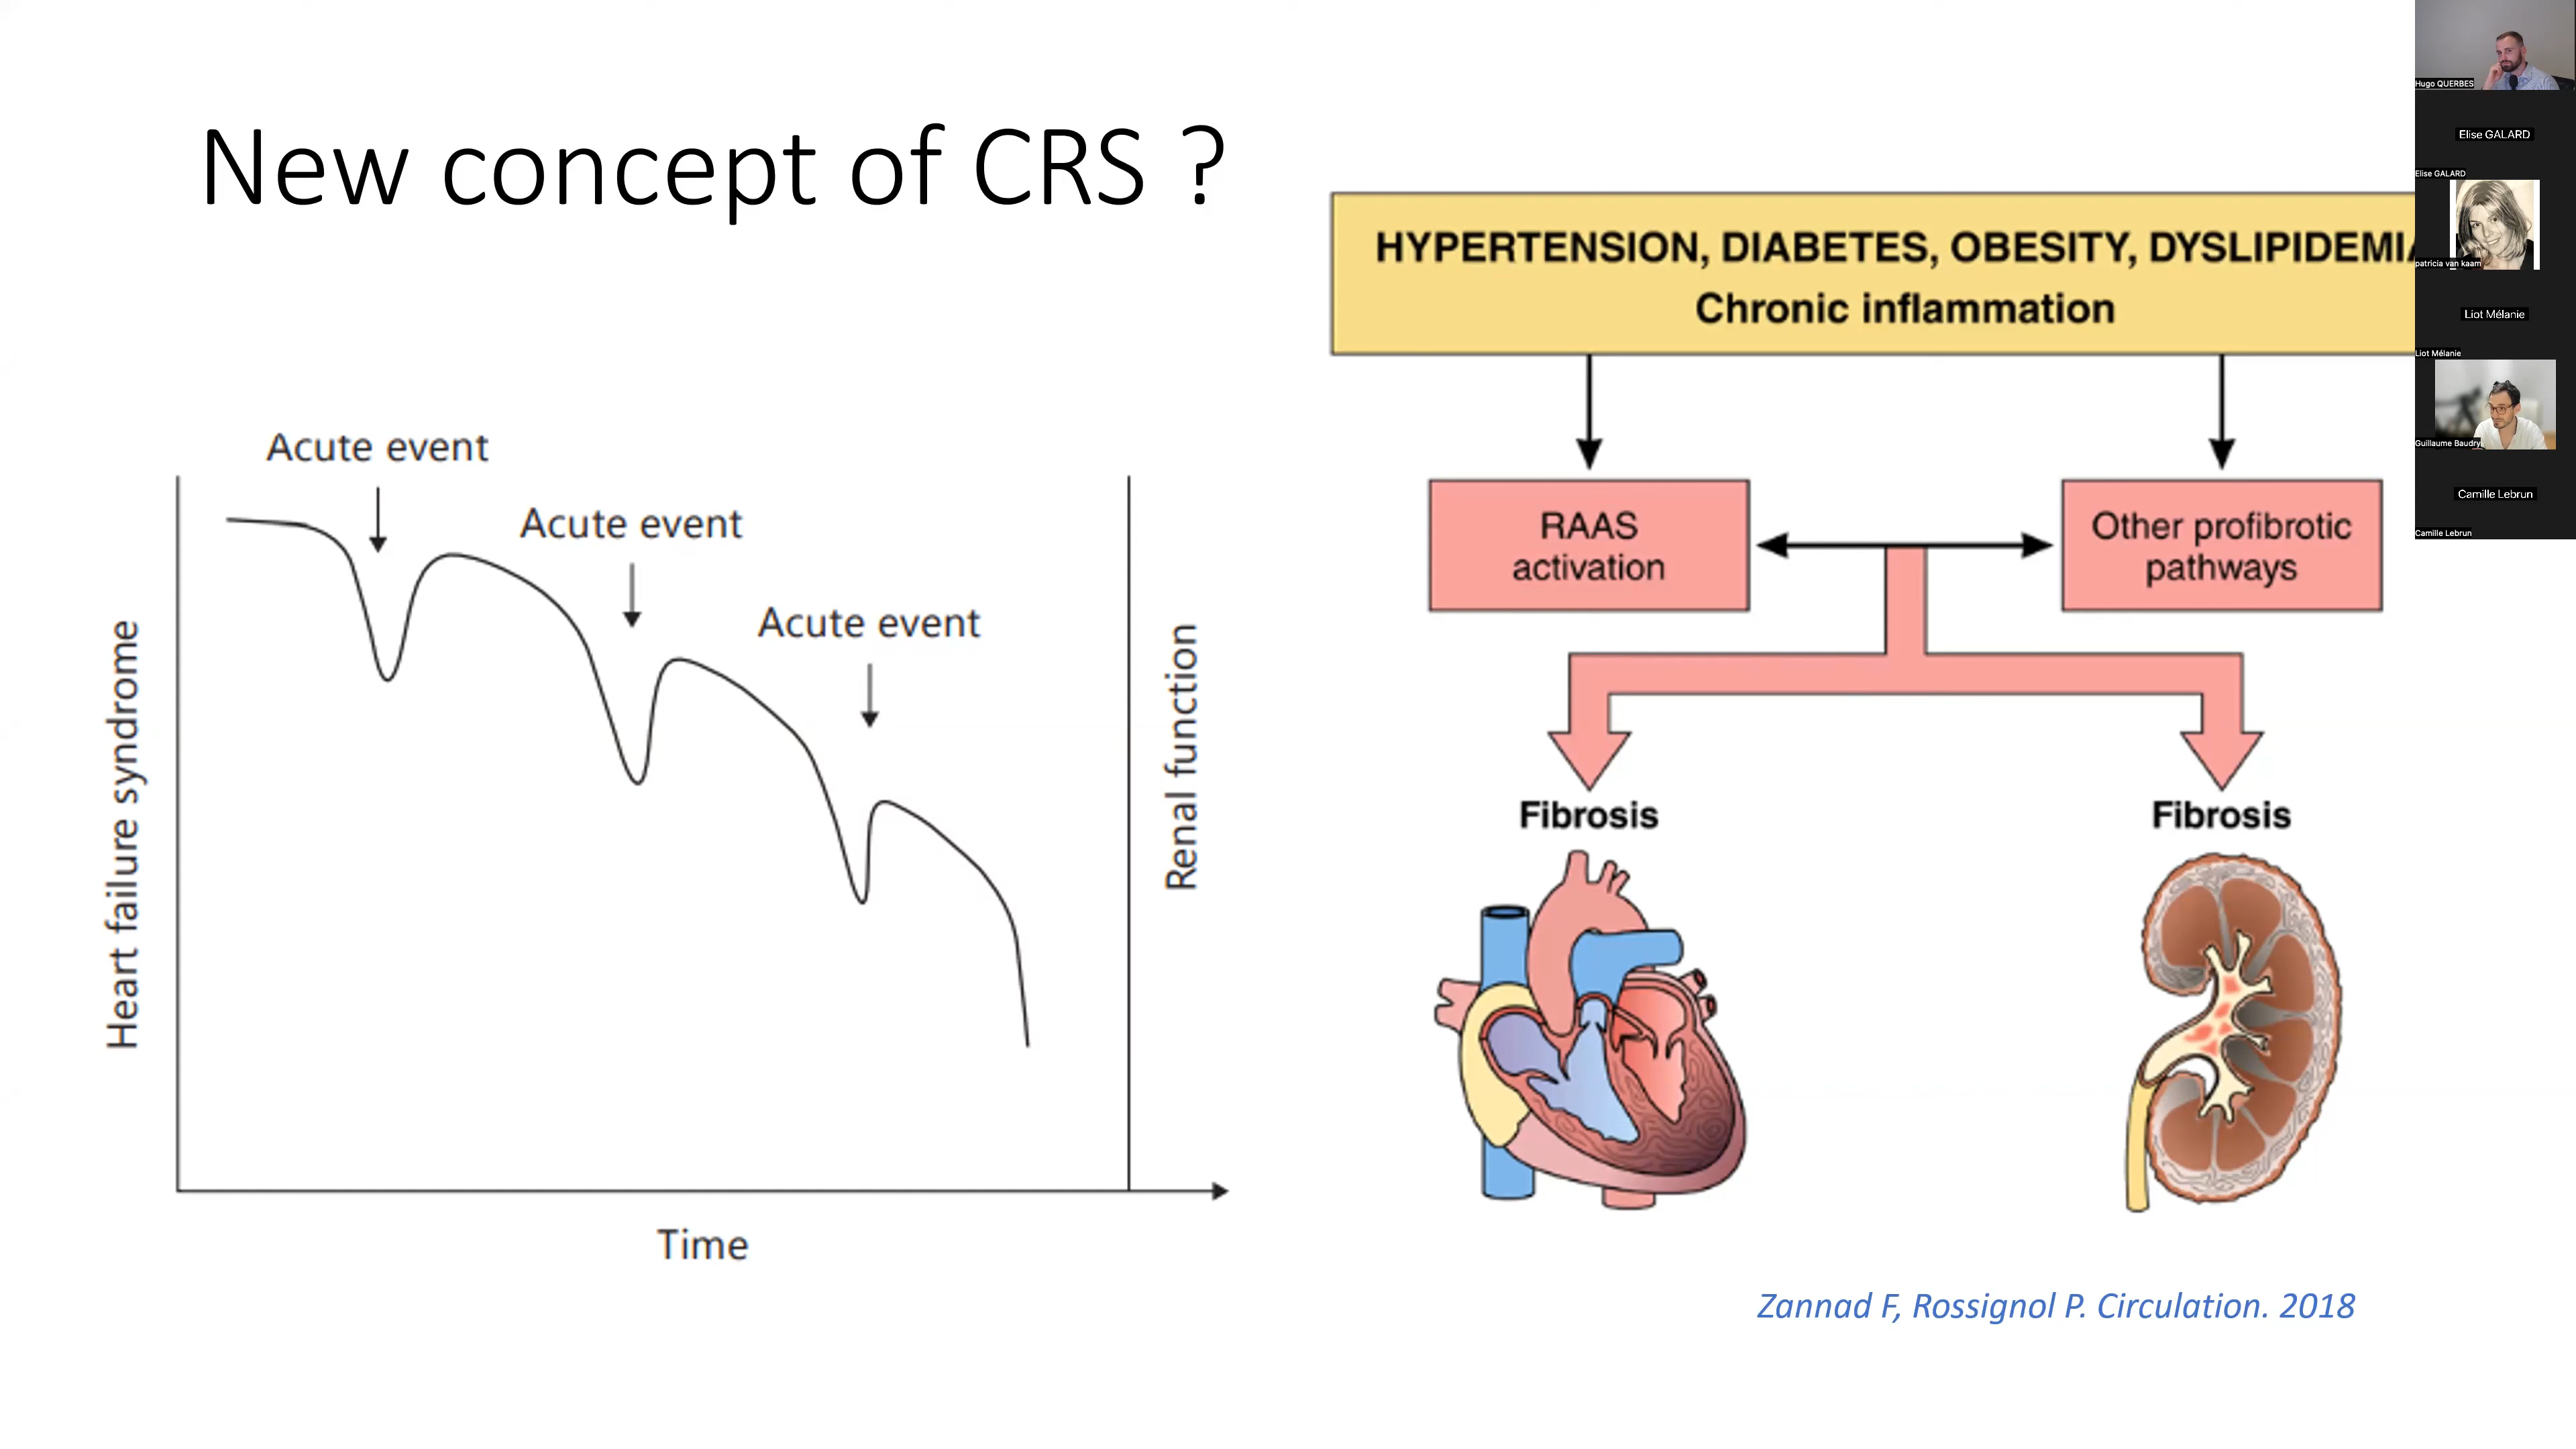 New concept of CRS ?
Acute event
Acute event
Acute event
Heart failure syndrome
Renal function
Time
HYPERTENSION, DIABETES, OBESITY, DYSLIPIDEMI
Chronic inflammation
RAAS
activation
Other profibrotic
pathways
Fibrosis
Fibrosis
Zannad F, Rossignol P. Circulation. 2018
Hugo QUERBES
Elise GALARD
Elise GALARD
patricia van kaam
Liot Mélanie
Liot Mélanie
Guillaume Baudry
Camille Lebrun
Camille Lebrun